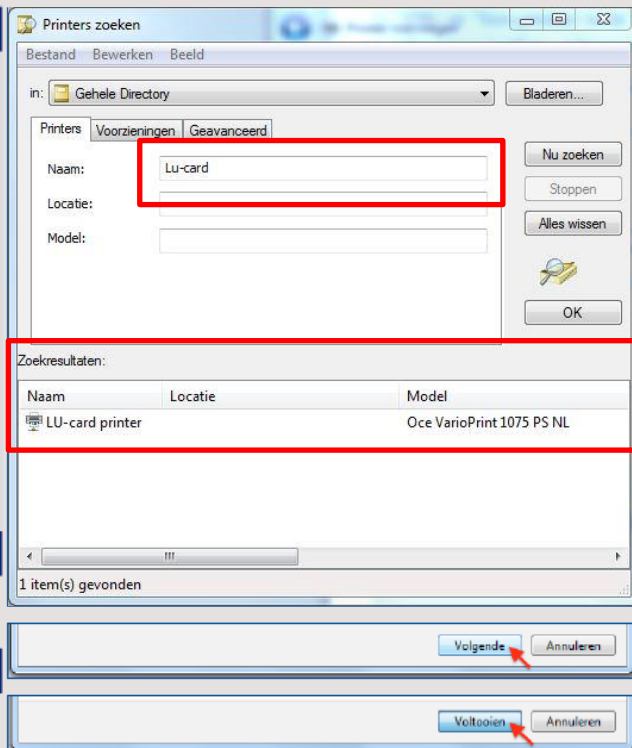 Printers zoeken
Bestand Bewerken Beeld
in: Gehele Directory Bladeren...
Printers Voorzieningen Geavanceerd
Naam: Lu-card
Locatie:
Model:
Nu zoeken
Stoppen
Alles wissen
OK
Zoekresultaten:
Naam Locatie Model
LU-card printer Oce VarioPrint 1075 PS NL
1 item(s) gevonden
Volgende Annuleren
Voltooien Annuleren